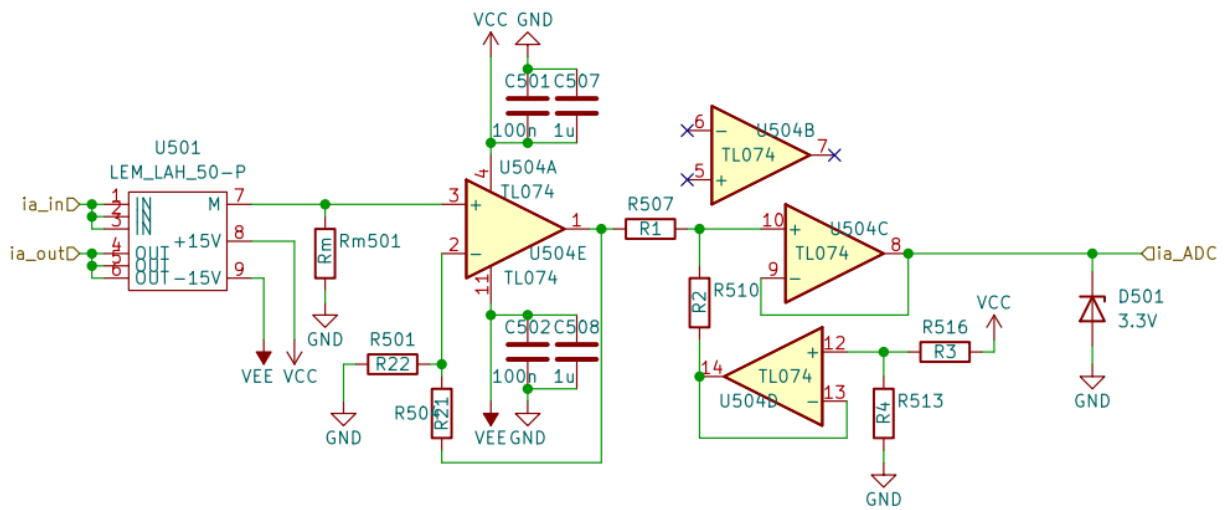 VCC GND
C501 C507
100n 1u
U501
LEM_LAH_50-P
ia_in
1 IN M 7
2 IN
3 IN +15V 8
ia_out
4 OUT
5 OUT -15V 9
6 OUT
Rm Rm501
GND
VEE VCC
U504A
TL074
4
3 +
1
2 -
U504E
TL074
11
C502 C508
100n 1u
VEE GND
R501
R22
GND
R21
R507
R1
R2 R510
6 - U504B
TL074 7
5 +
10 + U504C
TL074 8
9 -
ia_ADC
D501
3.3V
GND
VCC
R516
R3
12 +
TL074
14
13 -
U504D
R4 R513
GND